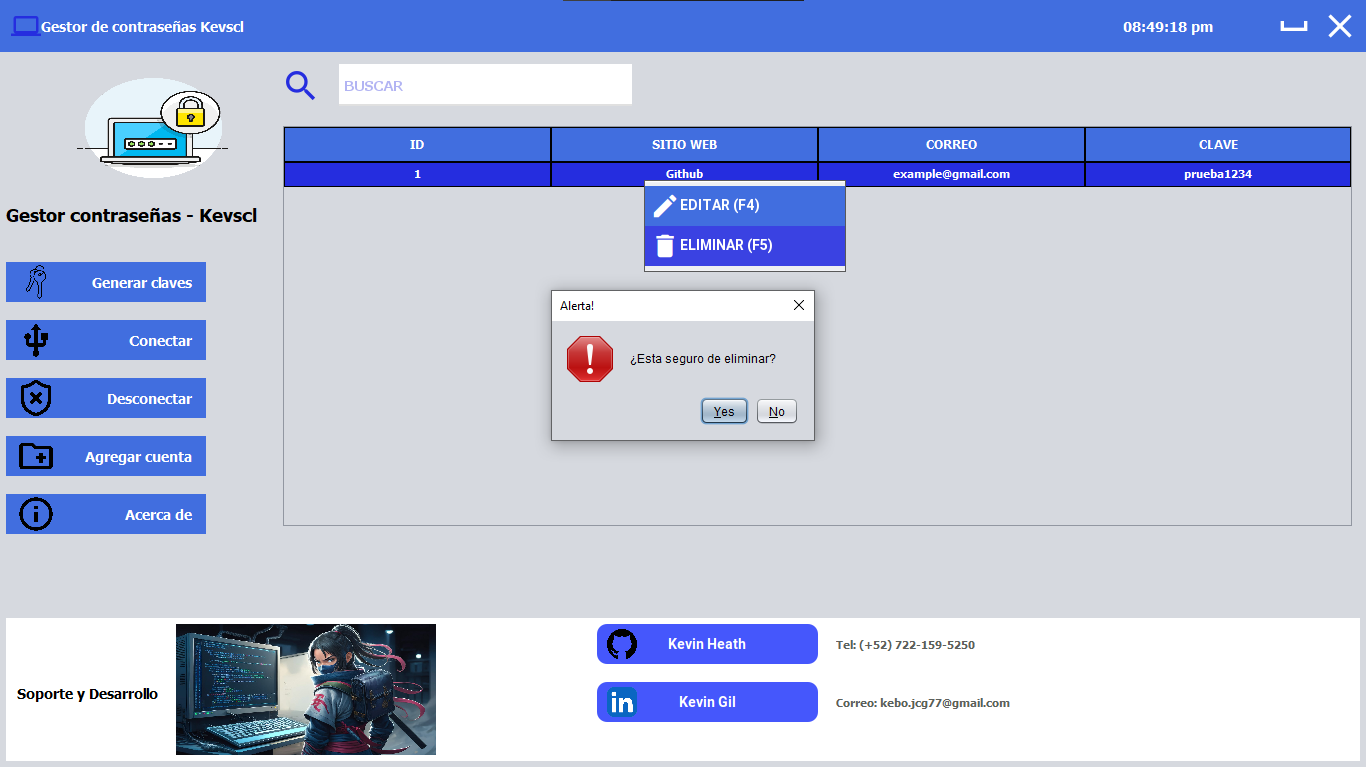 Gestor de contraseñas Kevscl
08:49:18 pm
BUSCAR
ID SITIO WEB CORREO CLAVE
1 Github example@gmail.com prueba1234
EDITAR (F4)
ELIMINAR (F5)
Gestor contraseñas - Kevscl
Generar claves
Conectar
Desconectar
Agregar cuenta
Acerca de
Alerta!
¿Esta seguro de eliminar?
Yes No
Soporte y Desarrollo
Kevin Heath
Tel: (+52) 722-159-5250
in Kevin Gil
Correo: kebo.jcg77@gmail.com